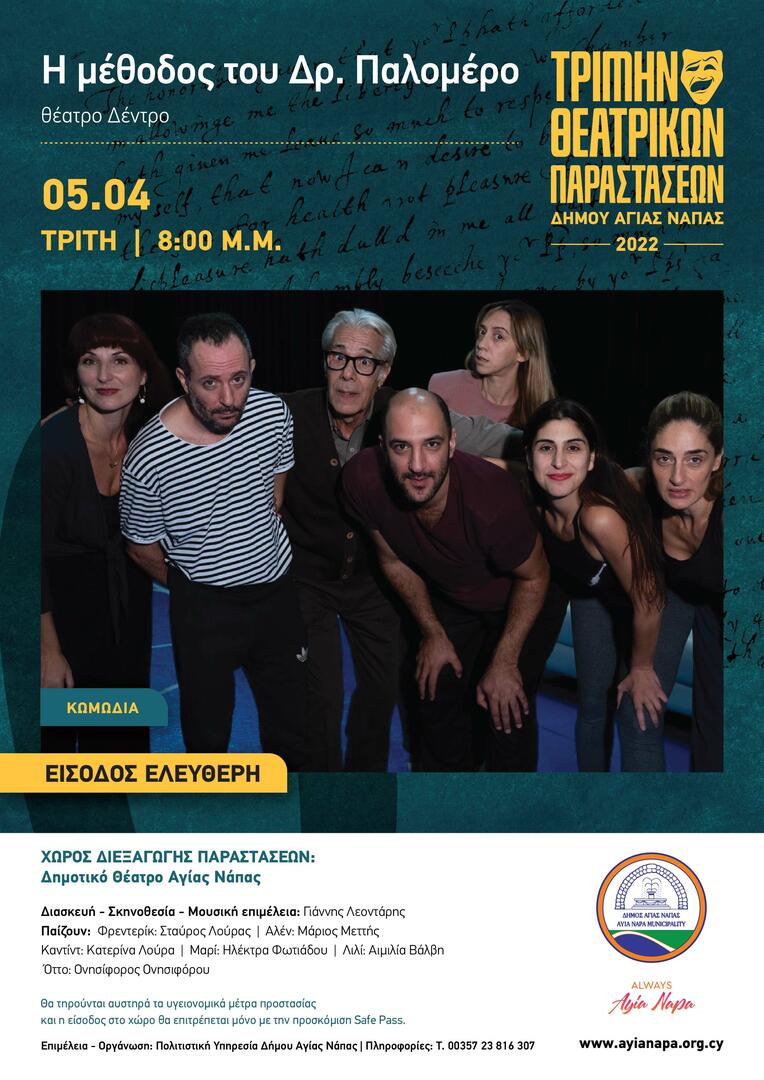 Η μέθοδος του Δρ. Παλομέρο
θέατρο Δέντρο
05.04
ΤΡΙΤΗ | 8:00 Μ.Μ.
ΤΡΙΜΗΝΟ
ΘΕΑΤΡΙΚΩΝ
ΠΑΡΑΣΤΑΣΕΩΝ
ΔΗΜΟΥ ΑΓΙΑΣ ΝΑΠΑΣ
2022
ΚΩΜΩΔΙΑ
ΕΙΣΟΔΟΣ ΕΛΕΥΘΕΡΗ
ΧΩΡΟΣ ΔΙΕΞΑΓΩΓΗΣ ΠΑΡΑΣΤΑΣΕΩΝ:
Δημοτικό Θέατρο Αγίας Νάπας
Διασκευή - Σκηνοθεσία - Μουσική επιμέλεια: Γιάννης Λεοντάρης
Παίζουν: Φρεντερίκ: Σταύρος Λούρας | Αλέν: Μάριος Μεττής
Καντίντ: Κατερίνα Λούρα | Μαρί: Ηλέκτρα Φωτιάδου | Λιλί: Αιμιλία Βάλβη
Όττο: Ονησίφορος Ονησιφόρου
Θα τηρούνται αυστηρά τα υγειονομικά μέτρα προστασίας
και η είσοδος στο χώρο θα επιτρέπεται μόνο με την προσκόμιση Safe Pass.
Επιμέλεια - Οργάνωση: Πολιτιστική Υπηρεσία Δήμου Αγίας Νάπας | Πληροφορίες: Τ. 00357 23 816 307
ΔΗΜΟΣ ΑΓΙΑΣ ΝΑΠΑΣ
AYIA NAPA MUNICIPALITY
ALWAYS
Ayia Napa
www.ayianapa.org.cy